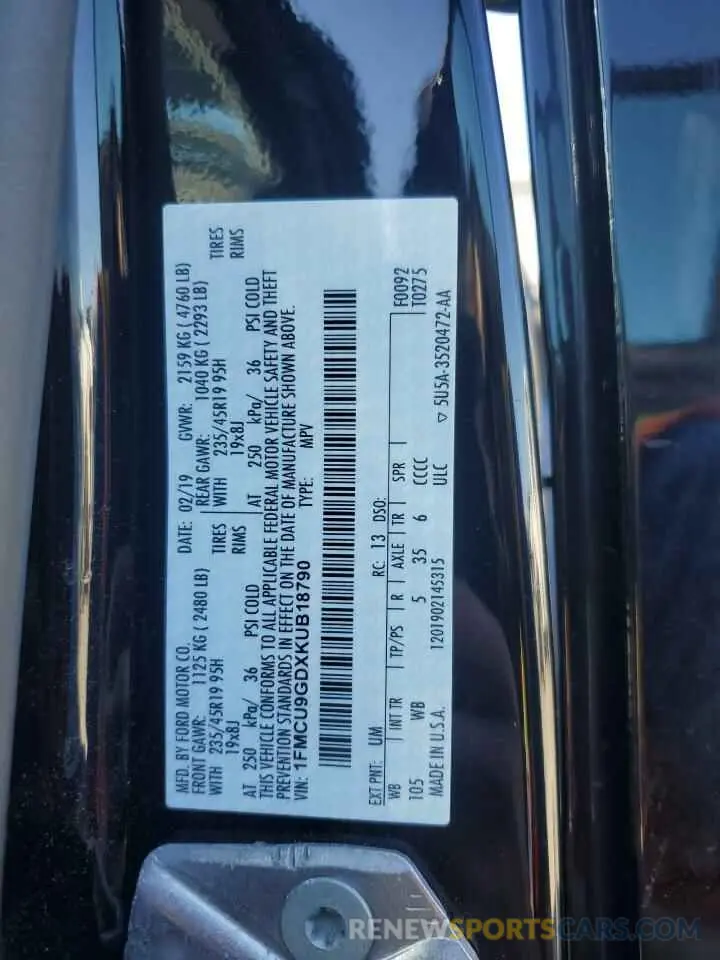 MFD. BY FORD MOTOR CO.
DATE: 02/19 GVWR: 2159 KG ( 4760 LB)
FRONT GAWR: 1125 KG ( 2480 LB) REAR GAWR: 1040 KG ( 2293 LB)
WITH 235/45R19 95H TIRES WITH 235/45R19 95H TIRES
19x8J RIMS 19x8J RIMS
AT 250 kPa/ 36 PSI COLD AT 250 kPa/ 36 PSI COLD
THIS VEHICLE CONFORMS TO ALL APPLICABLE FEDERAL MOTOR VEHICLE SAFETY AND THEFT
PREVENTION STANDARDS IN EFFECT ON THE DATE OF MANUFACTURE SHOWN ABOVE.
VIN: 1FMCU9GDXKUB18790 TYPE: MPV
EXT PNT: UM RC: 13 DSO: F0092
WB INT TR TP/PS R AXLE TR SPR T0275
105 WB 5 35 6 CCCC
MADE IN U.S.A. 1201902145315 ULC ▽ 5U5A-3520472-AA
RENEWSPORTSCARS.COM